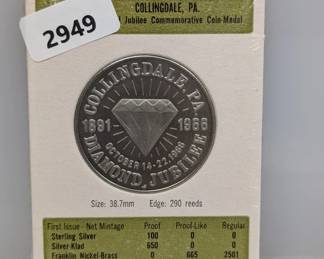 COLLINGDALE, PA.
Jubilee Commemorative Coin-Medal
2949
COLLINGDALE, PA.
1891 1966
OCTOBER 14-22, 1966
DIAMOND JUBILEE
Size: 38.7mm Edge: 290 reeds
First Issue - Net Mintage Proof Proof-Like Regular
Sterling Silver 100 0 0
Silver-Klad 650 0 0
Franklin Nickel-Brass 0 665 2501